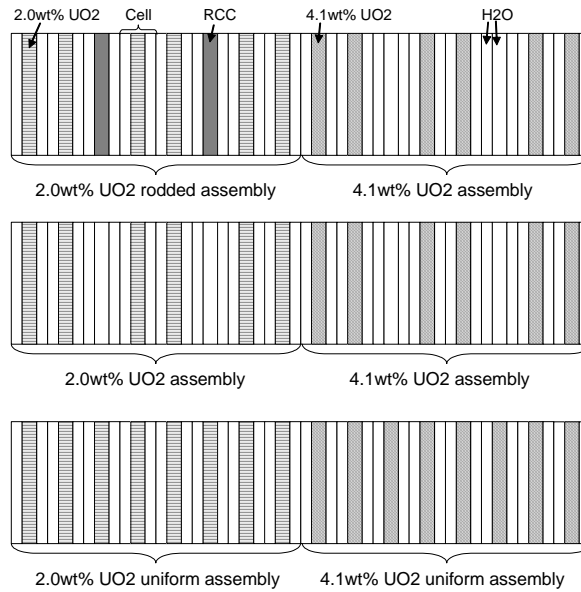 2.0wt% UO2 Cell RCC 4.1wt% UO2 H2O
2.0wt% UO2 rodded assembly 4.1wt% UO2 assembly
2.0wt% UO2 assembly 4.1wt% UO2 assembly
2.0wt% UO2 uniform assembly 4.1wt% UO2 uniform assembly